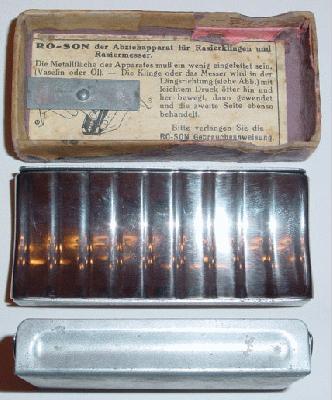 RO-SON der Abziehapparat für Rasierklingen und
Rasiermesser.
Die Metallfläche des Apparates muß ein wenig eingefettet sein.
(Vaselin oder Öl). — Die Klinge oder das Messer wird in der
Längsrichtung (siehe Abb.) mit
leichtem Druck öfter hin und
her bewegt, dann gewendet
und die zweite Seite ebenso
behandelt.
Bitte verlangen Sie die
RO-SON Gebrauchsanweisung.